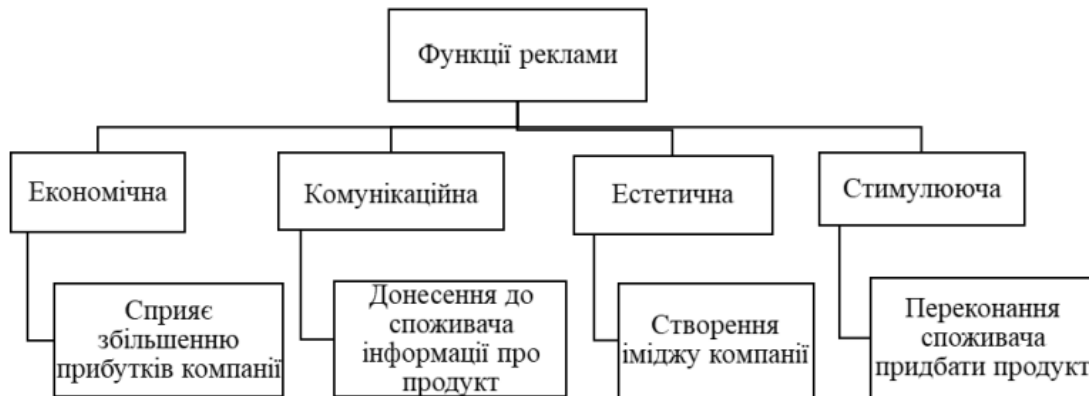 Функції реклами
Економічна
Комунікаційна
Естетична
Стимулююча
Сприяє
збільшенню
прибутків компанії
Донесення до
споживача
інформації про
продукт
Створення
іміджу компанії
Переконання
споживача
придбати продукт